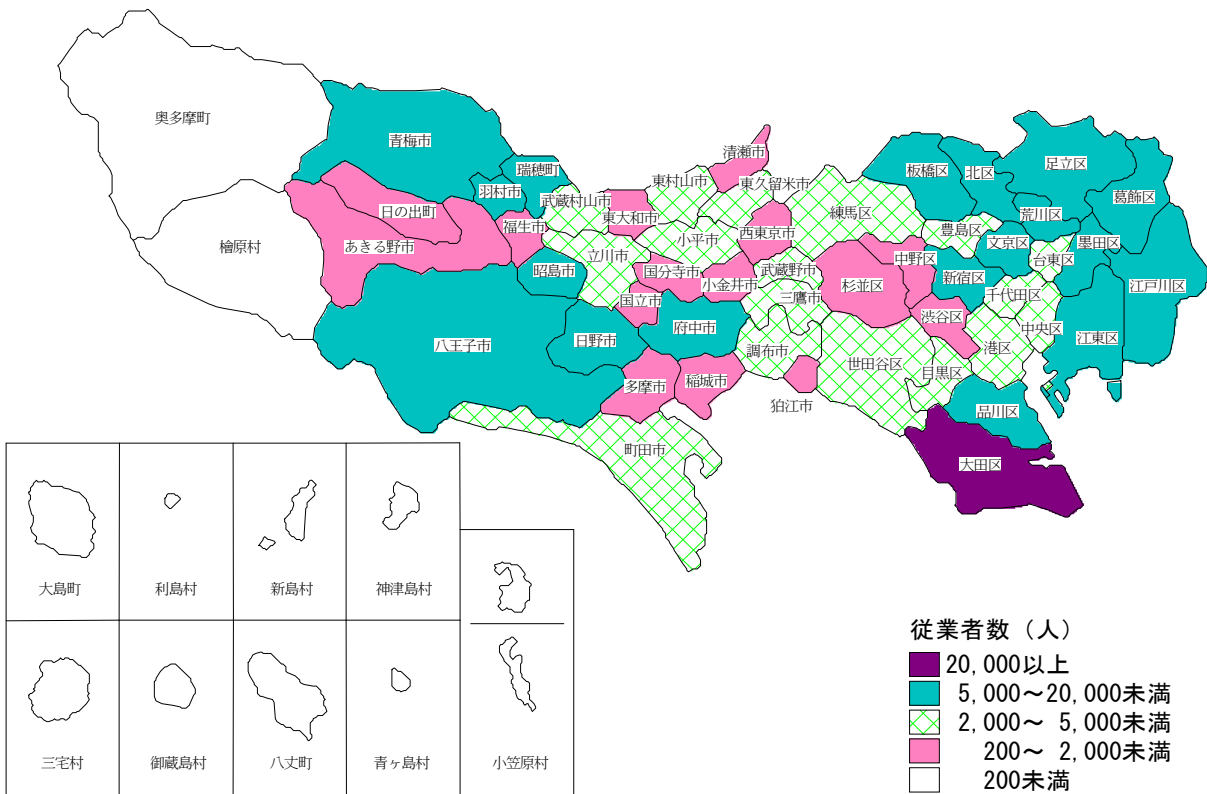 奥多摩町
青梅市
瑞穂町
羽村市
日の出町
あきる野市
檜原村
福生市
武蔵村山市
東大和市
東村山市
清瀬市
東久留米市
小平市
西東京市
立川市
昭島市
国分寺市
小金井市
国立市
武蔵野市
三鷹市
八王子市
日野市
府中市
調布市
多摩市
稲城市
狛江市
町田市
練馬区
板橋区
北区
足立区
葛飾区
荒川区
豊島区
文京区
台東区
墨田区
江戸川区
中野区
杉並区
新宿区
千代田区
渋谷区
中央区
港区
江東区
世田谷区
目黒区
品川区
大田区
大島町
利島村
新島村
神津島村
三宅村
御蔵島村
八丈町
青ヶ島村
小笠原村
従業者数（人）
20,000以上
5,000～20,000未満
2,000～ 5,000未満
200～ 2,000未満
200未満